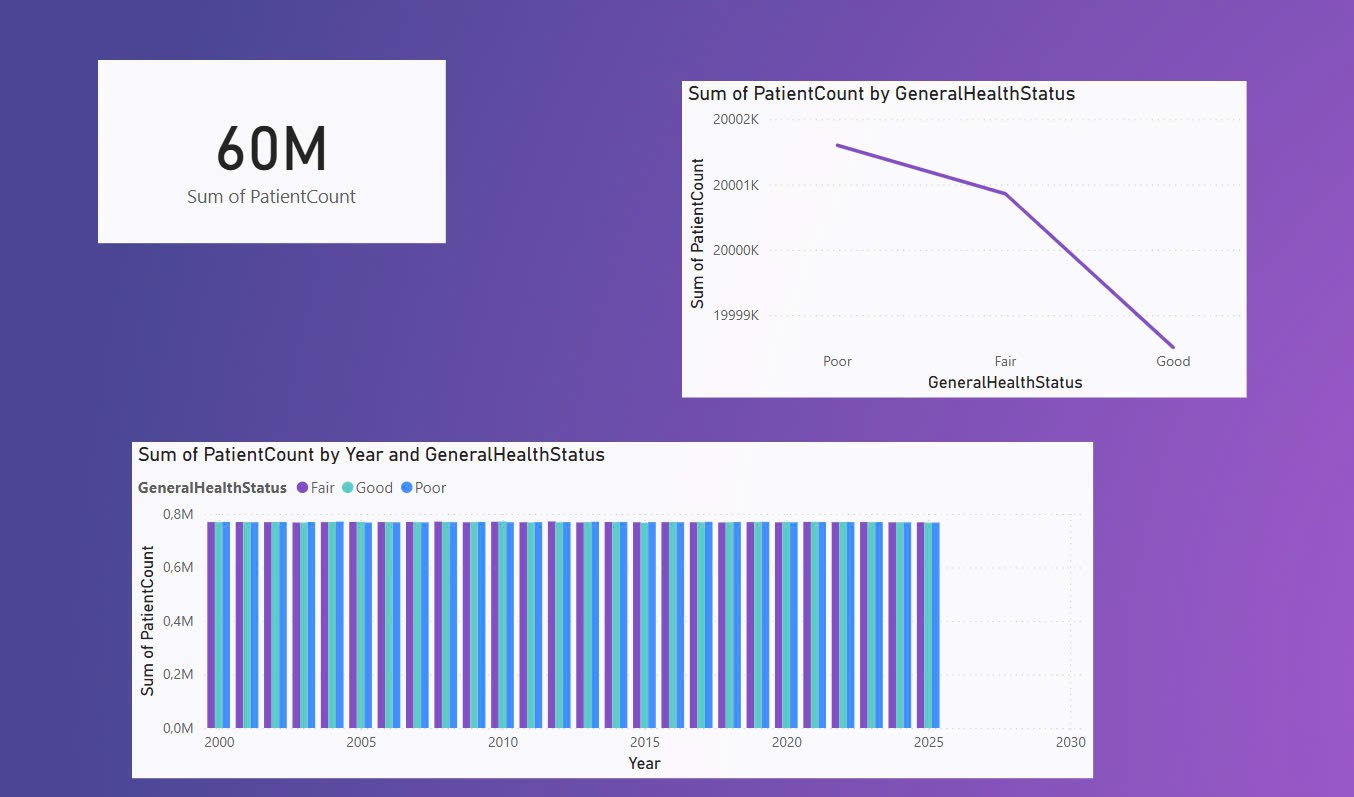 60M
Sum of PatientCount
Sum of PatientCount by GeneralHealthStatus
Sum of PatientCount
20002K
20001K
20000K
19999K
Poor Fair Good
GeneralHealthStatus
Sum of PatientCount by Year and GeneralHealthStatus
GeneralHealthStatus Fair Good Poor
Sum of PatientCount
0,8M
0,6M
0,4M
0,2M
0,0M
2000 2005 2010 2015 2020 2025 2030
Year